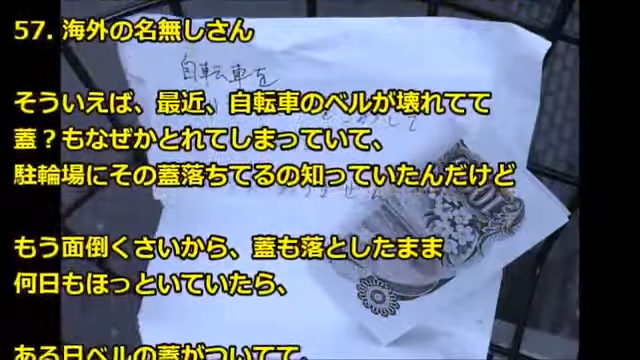 57. 海外の名無しさん
自転車を
そういえば、最近、自転車のベルが壊れてて
蓋？もなぜかとれてしまっていて、
駐輪場にその蓋落ちてるの知っていたんだけど
もう面倒くさいから、蓋も落としたまま
何日もほっといていたら、
ある日ベルの蓋がついてて、